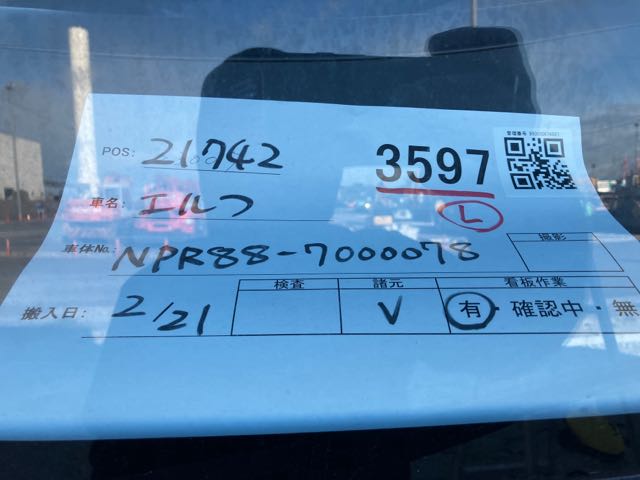 POS: 210742
3597
車名: エルフ
L
車体No.: NPR88-7000078
撮影
搬入日: 2/21
検査 諸元 看板作業
V 有・確認中・無